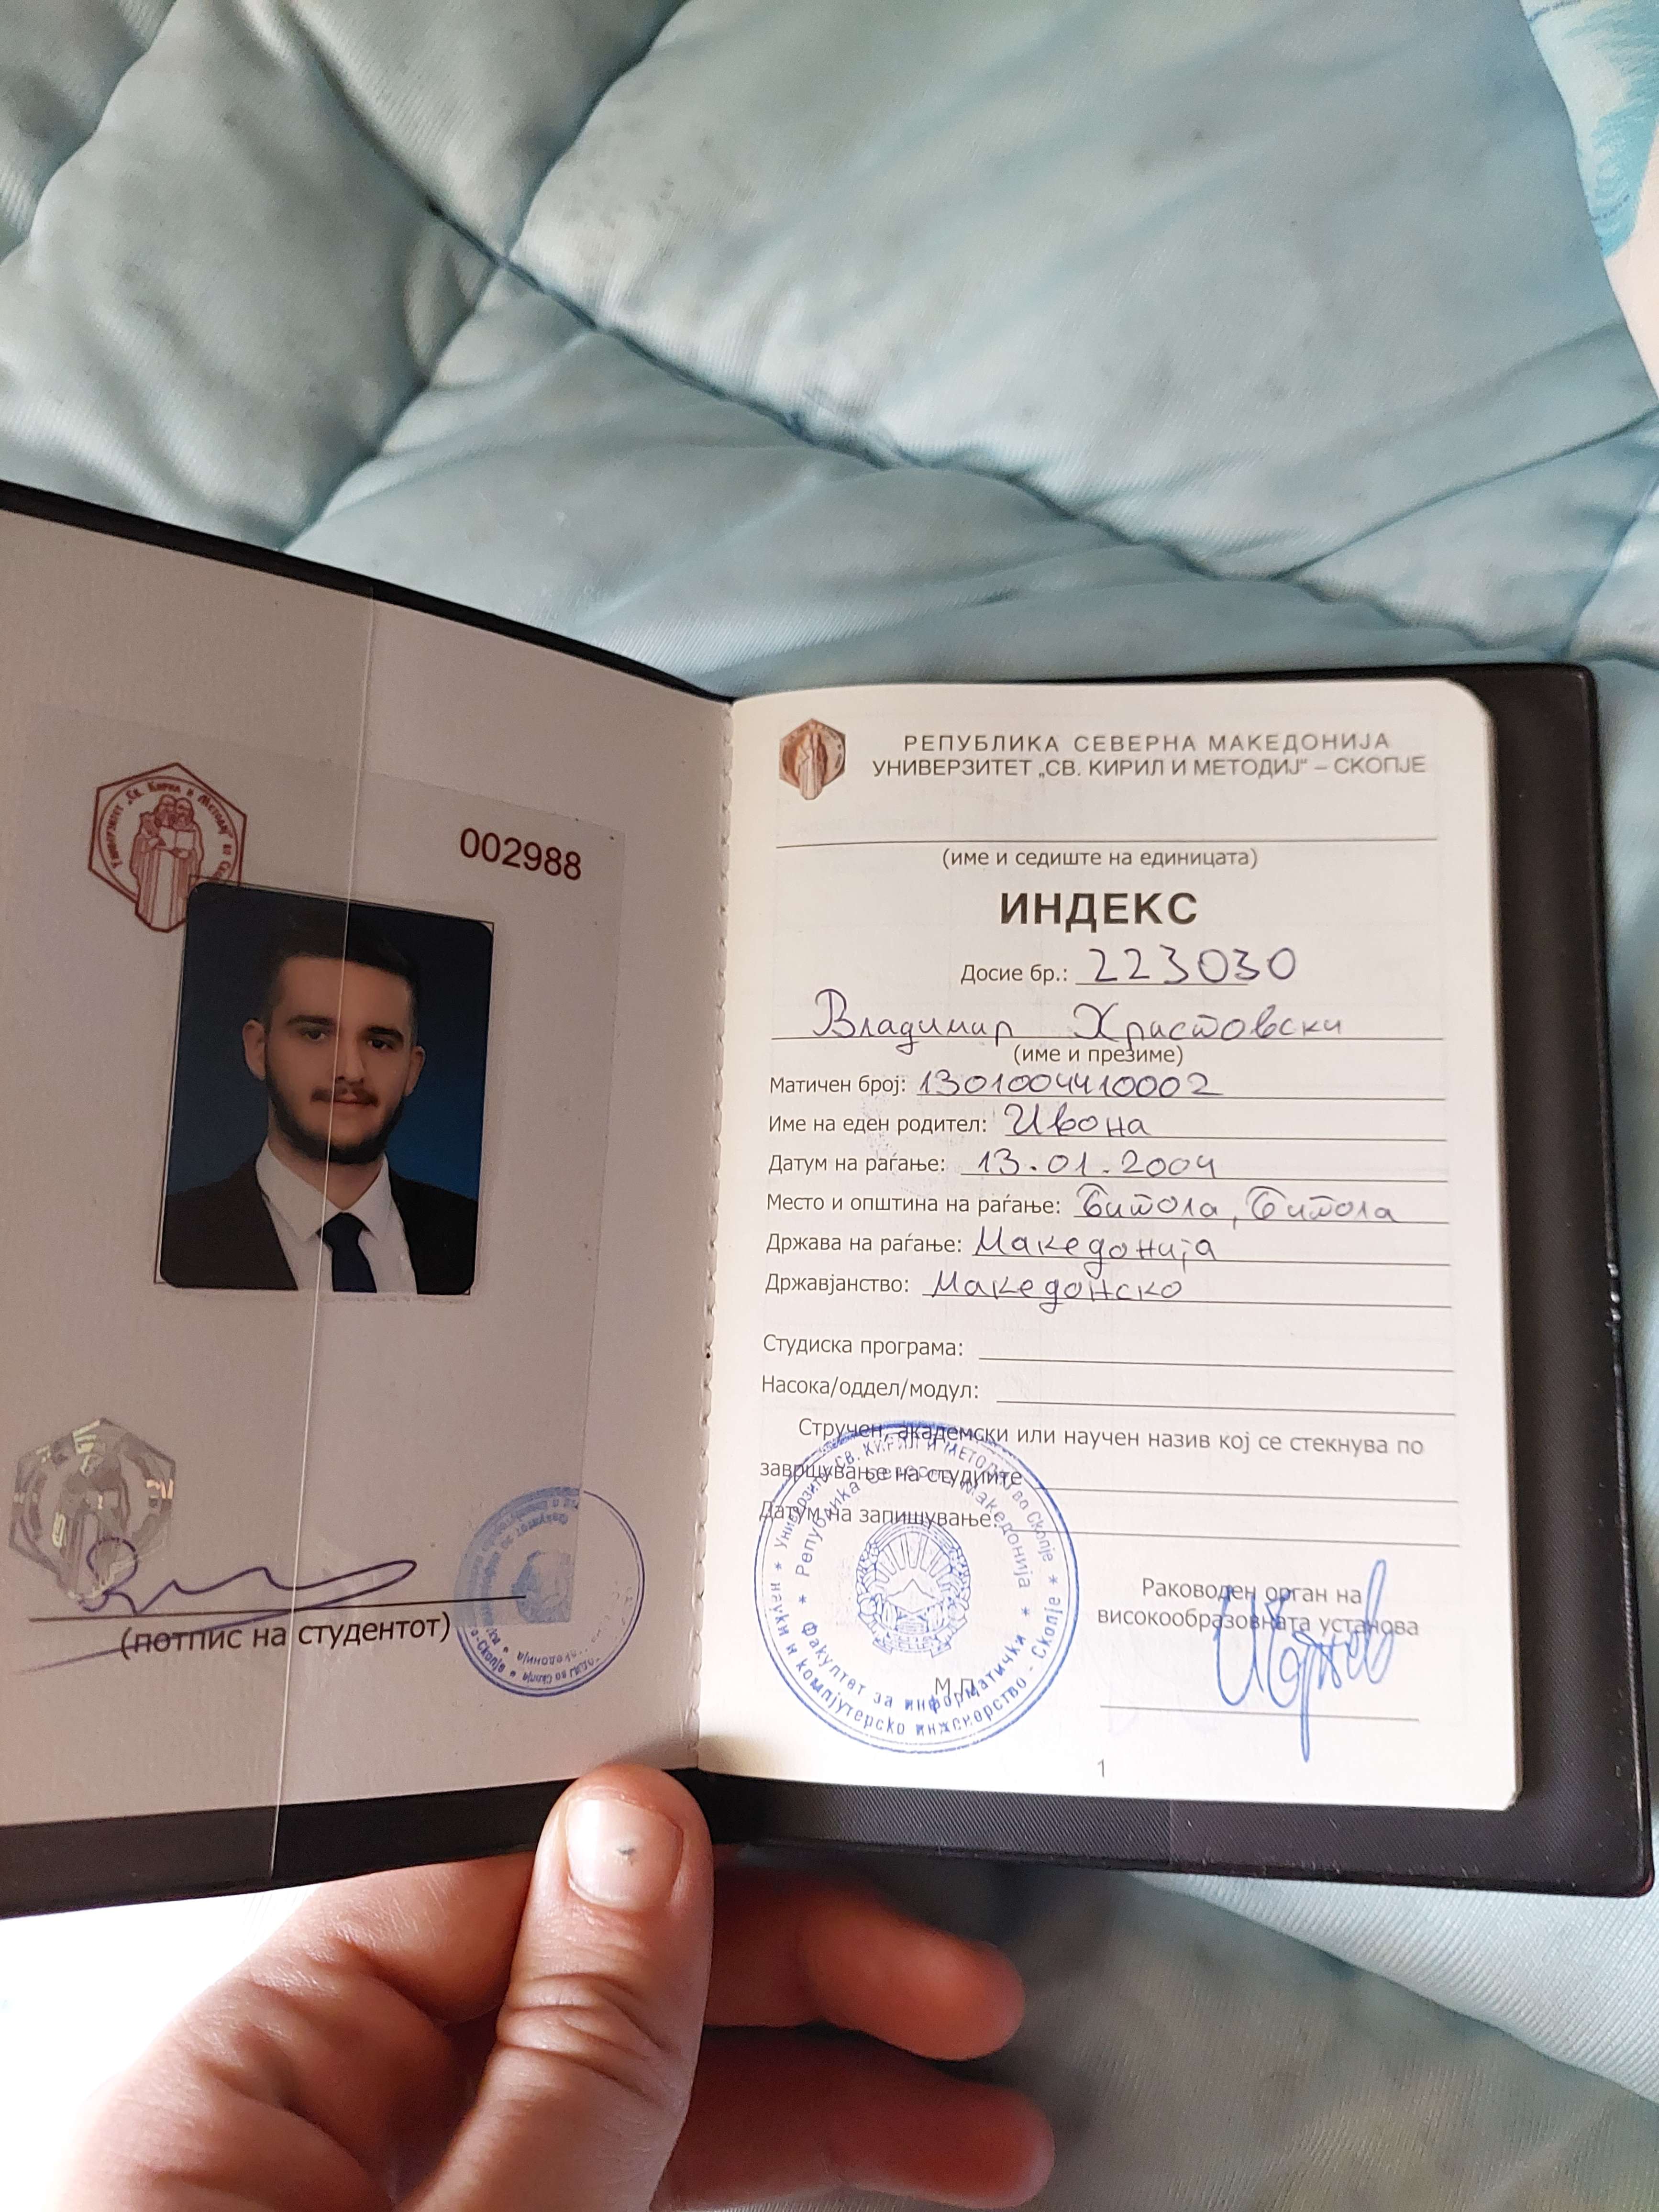 Универзитет „Св. Кирил и Методиј" во Скопје
002988
(потпис на студентот)
РЕПУБЛИКА СЕВЕРНА МАКЕДОНИЈА
УНИВЕРЗИТЕТ „СВ. КИРИЛ И МЕТОДИЈ" – СКОПЈЕ
(име и седиште на единицата)
ИНДЕКС
Досие бр.: 223030
Владимир Христовски
(име и презиме)
Матичен број: 1301004410002
Име на еден родител: Ивона
Датум на раѓање: 13.01.2004
Место и општина на раѓање: Битола, Битола
Држава на раѓање: Македонија
Државјанство: Македонско
Студиска програма:
Насока/оддел/модул:
Стручен, академски или научен назив кој се стекнува по
завршување на студиите
Датум на запишување:
Раководен орган на
високообразовната установа
М.П.
Република Северна Македонија
Универзитет „Св. КИРИЛ И МЕТОДИЈ" во Скопје
Факултет за информатички
науки и компјутерско инженерство - Скопје
1